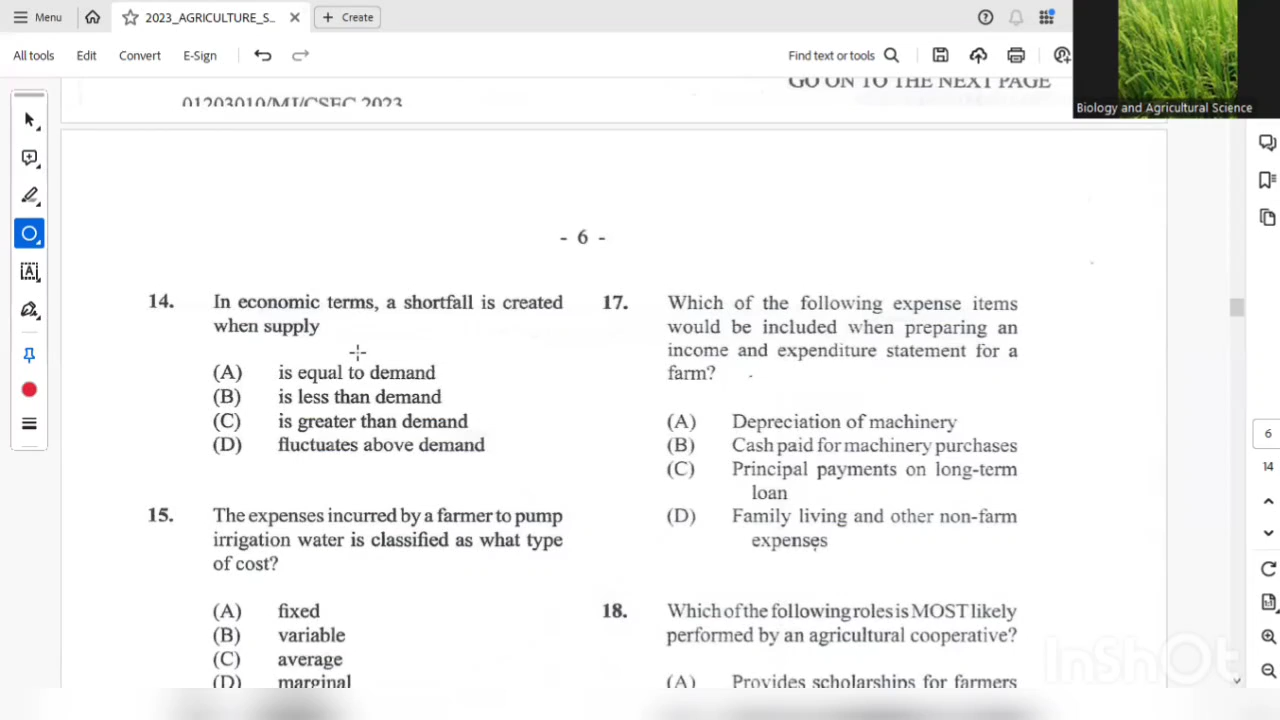 Menu
2023_AGRICULTURE_S...
Create
All tools
Edit
Convert
E-Sign
Find text or tools
Biology and Agricultural Science
GO ON TO THE NEXT PAGE
01203010/MJ/CSEC 2023
- 6 -
14. In economic terms, a shortfall is created
when supply
(A) is equal to demand
(B) is less than demand
(C) is greater than demand
(D) fluctuates above demand
15. The expenses incurred by a farmer to pump
irrigation water is classified as what type
of cost?
(A) fixed
(B) variable
(C) average
(D) marginal
17. Which of the following expense items
would be included when preparing an
income and expenditure statement for a
farm?
(A) Depreciation of machinery
(B) Cash paid for machinery purchases
(C) Principal payments on long-term
loan
(D) Family living and other non-farm
expenses
18. Which of the following roles is MOST likely
performed by an agricultural cooperative?
(A) Provides scholarships for farmers
6
14
InShOt